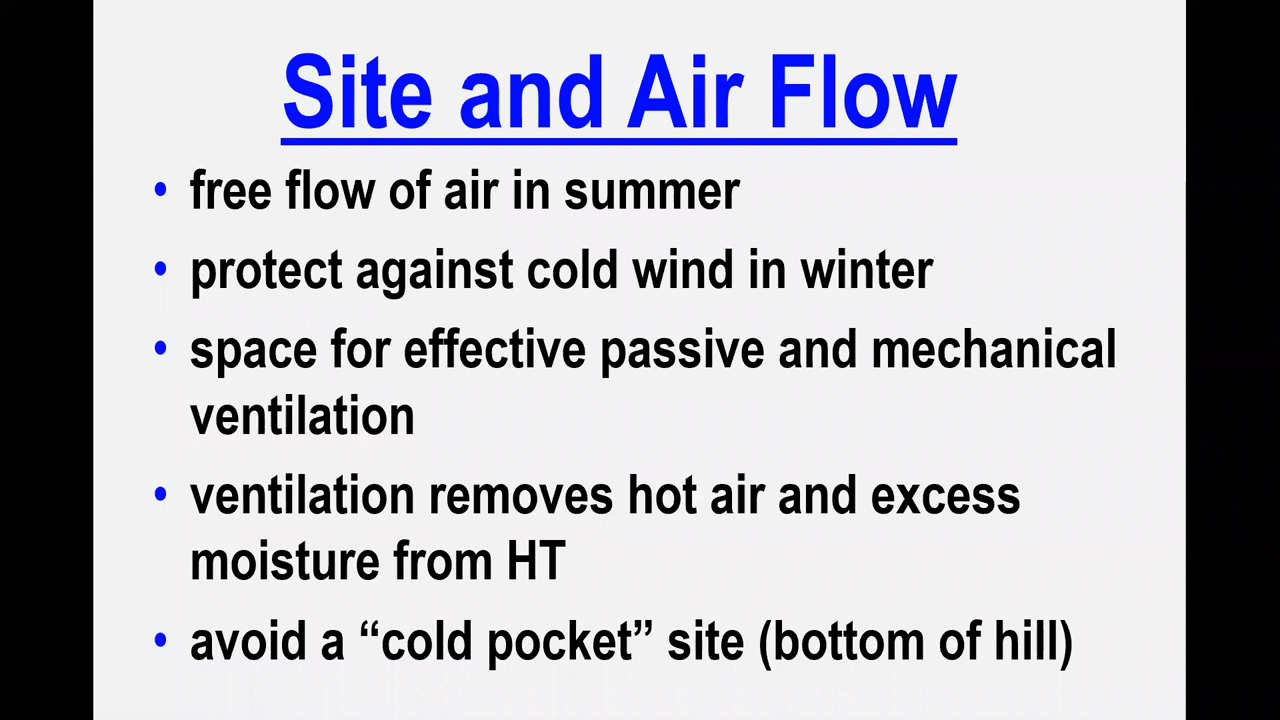 Site and Air Flow
• free flow of air in summer
• protect against cold wind in winter
• space for effective passive and mechanical
ventilation
• ventilation removes hot air and excess
moisture from HT
• avoid a “cold pocket” site (bottom of hill)